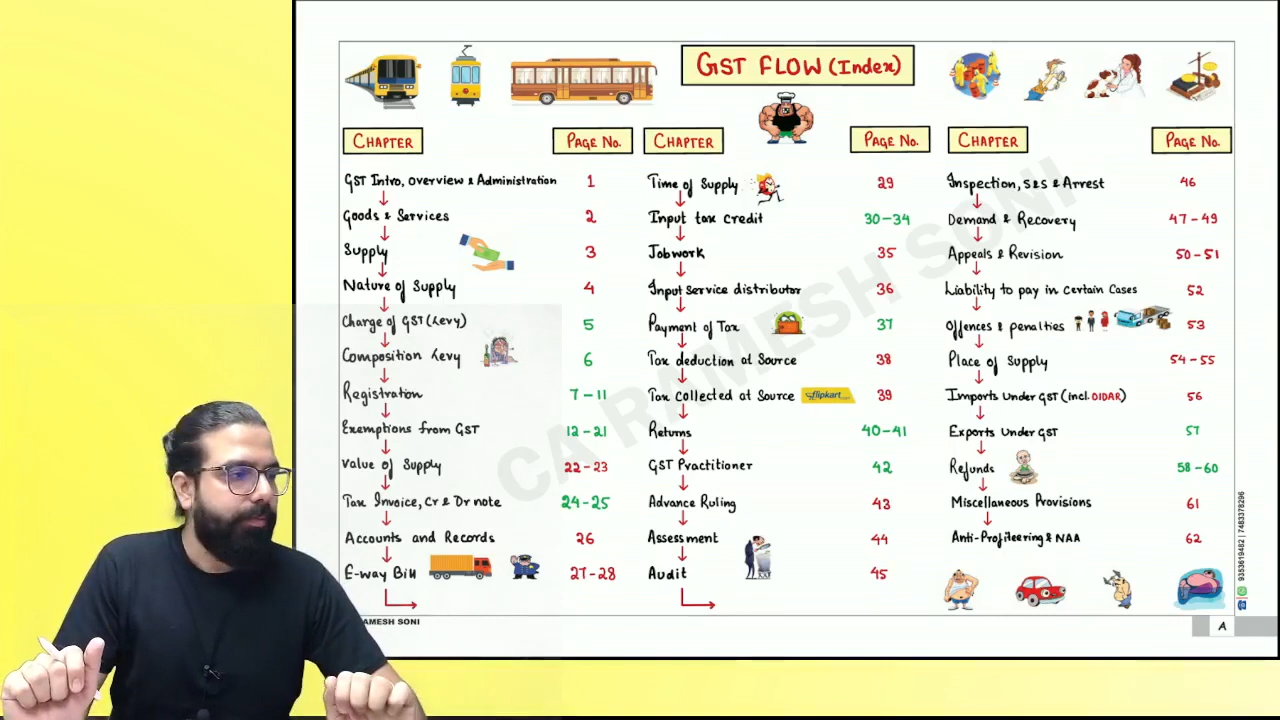 GST FLOW (Index)
CHAPTER PAGE NO.
GST Intro, Overview & Administration 1
Goods & Services 2
Supply 3
Nature of Supply 4
Charge of GST (Levy) 5
Composition Levy 6
Registration 7-11
Exemptions from GST 12-21
Value of Supply 22-23
Tax Invoice, Cr & Dr note 24-25
Accounts and Records 26
E-way Bill 27-28
CHAPTER PAGE NO.
Time of Supply 29
Input tax credit 30-34
Jobwork 35
Input Service distributor 36
Payment of Tax 37
Tax deduction at Source 38
Tax collected at Source flipkart 39
Returns 40-41
GST Practitioner 42
Advance Ruling 43
Assessment 44
Audit 45
CHAPTER PAGE NO.
Inspection, S&S & Arrest 46
Demand & Recovery 47-49
Appeals & Revision 50-51
Liability to pay in Certain Cases 52
Offences & penalties 53
Place of Supply 54-55
Imports Under GST (incl. OIDAR) 56
Exports Under GST 57
Refunds 58-60
Miscellaneous Provisions 61
Anti-Profiteering & NAA 62
CA RAMESH SONI
9353619482 | 7483378296
RAMESH SONI
A